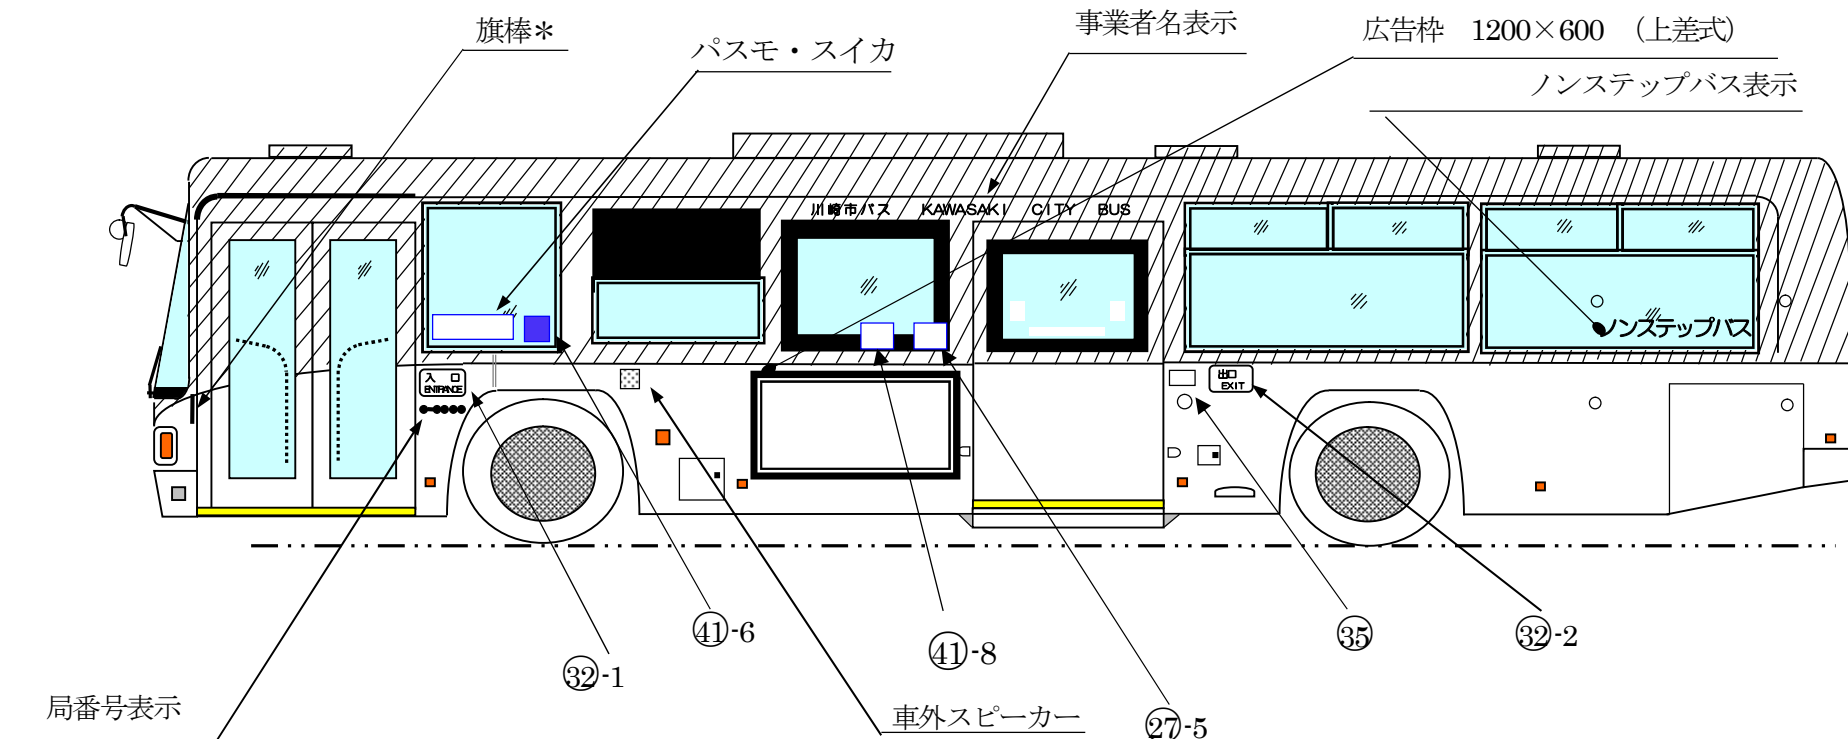 旗棒＊
パスモ・スイカ
事業者名表示
広告枠　1200×600　（上差式）
ノンステップバス表示
川崎市バス　KAWASAKI　CITY　BUS
ノンステップバス
入口
ENTRANCE
出口
EXIT
㊶-6
㊶-8
㉟
㉜-2
㉜-1
局番号表示
車外スピーカー
㉗-5